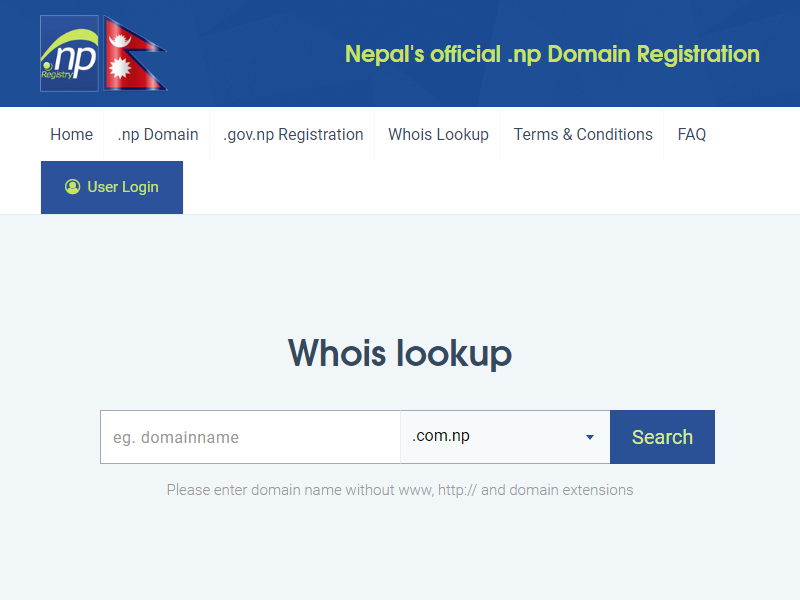 .np
Registry
Nepal's official .np Domain Registration
Home
.np Domain
.gov.np Registration
Whois Lookup
Terms & Conditions
FAQ
User Login
Whois lookup
eg. domainname
.com.np
Search
Please enter domain name without www, http:// and domain extensions